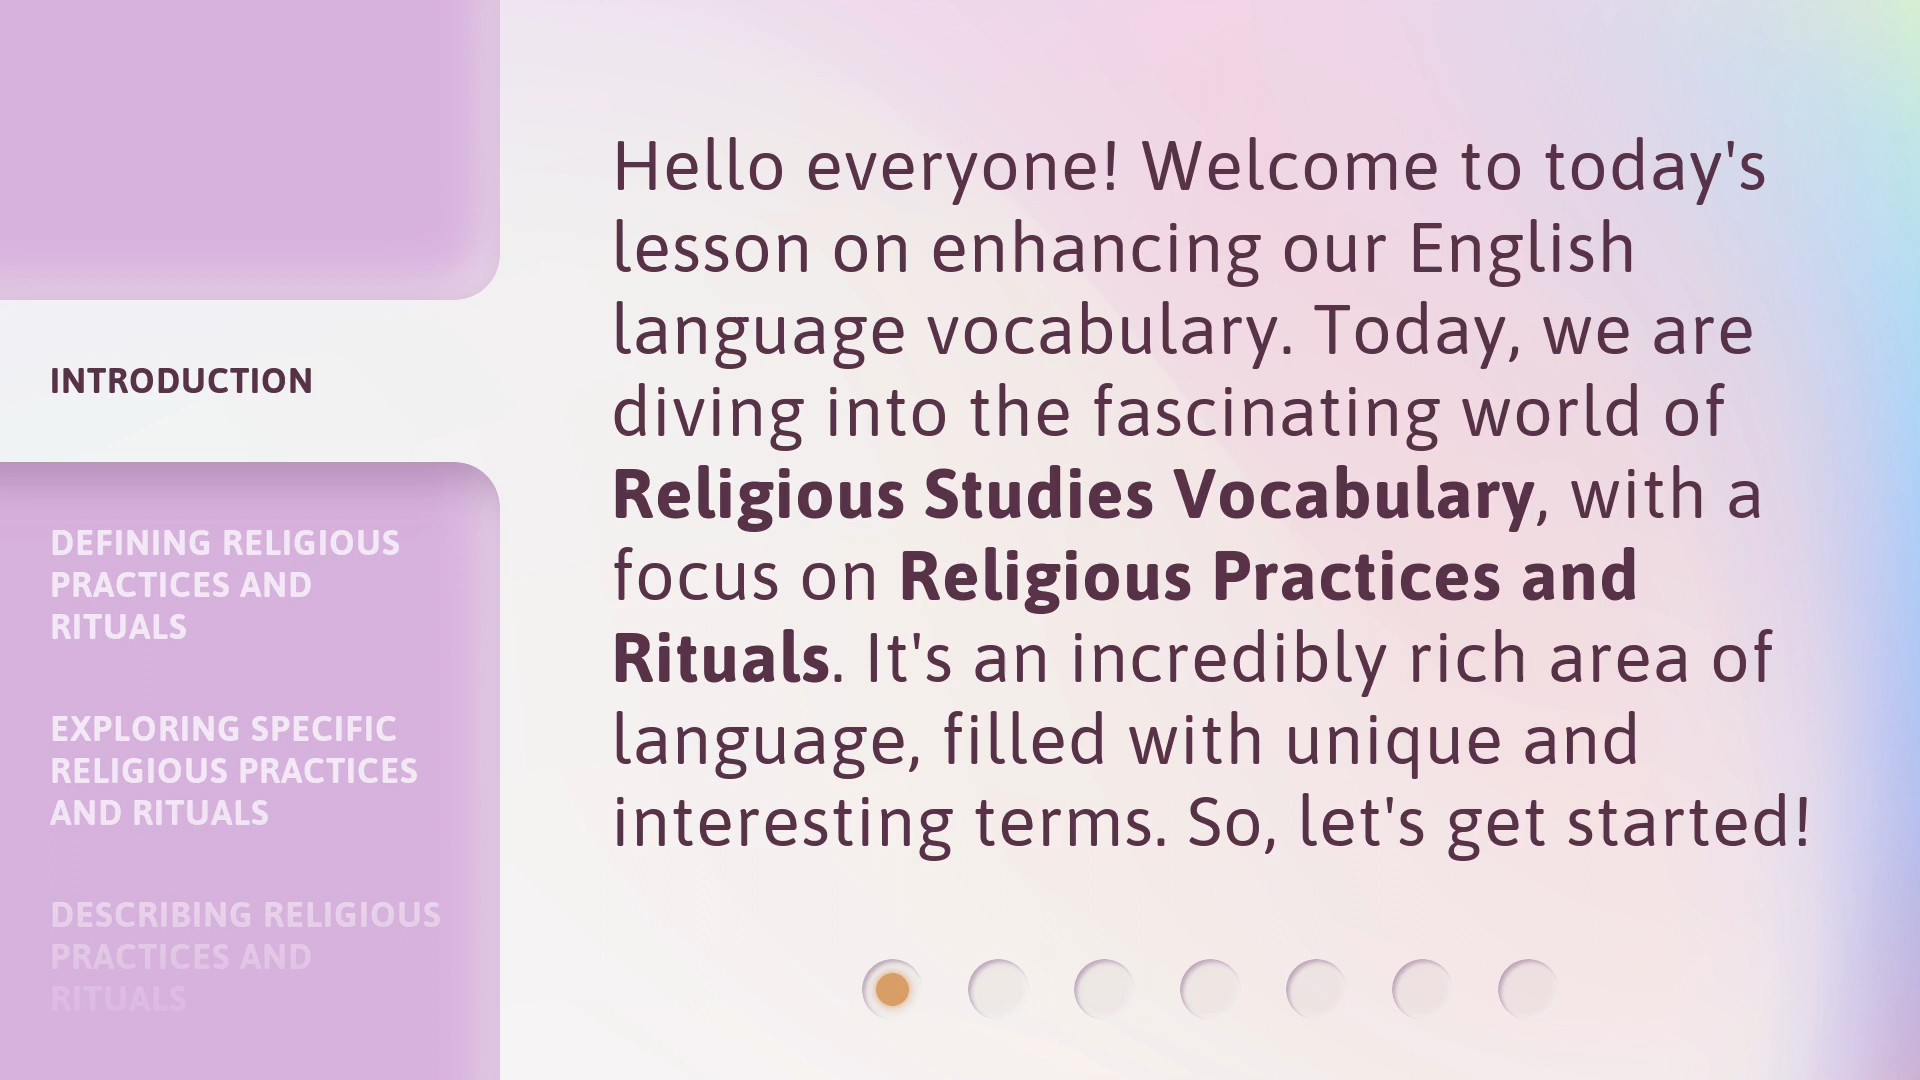 INTRODUCTION
DEFINING RELIGIOUS
PRACTICES AND
RITUALS
EXPLORING SPECIFIC
RELIGIOUS PRACTICES
AND RITUALS
DESCRIBING RELIGIOUS
PRACTICES AND
RITUALS
Hello everyone! Welcome to today's
lesson on enhancing our English
language vocabulary. Today, we are
diving into the fascinating world of
Religious Studies Vocabulary, with a
focus on Religious Practices and
Rituals. It's an incredibly rich area of
language, filled with unique and
interesting terms. So, let's get started!